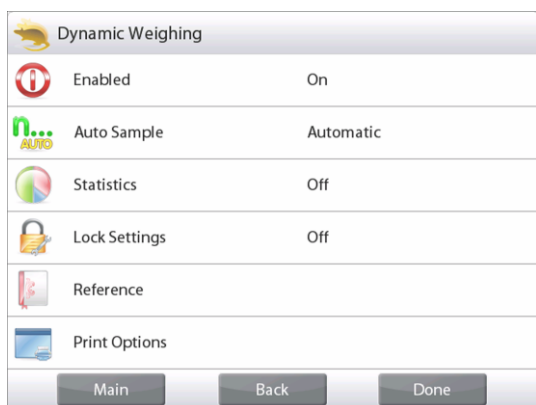 Dynamic Weighing
Enabled On
n...
AUTO
Auto Sample Automatic
Statistics Off
Lock Settings Off
Reference
Print Options
Main Back Done